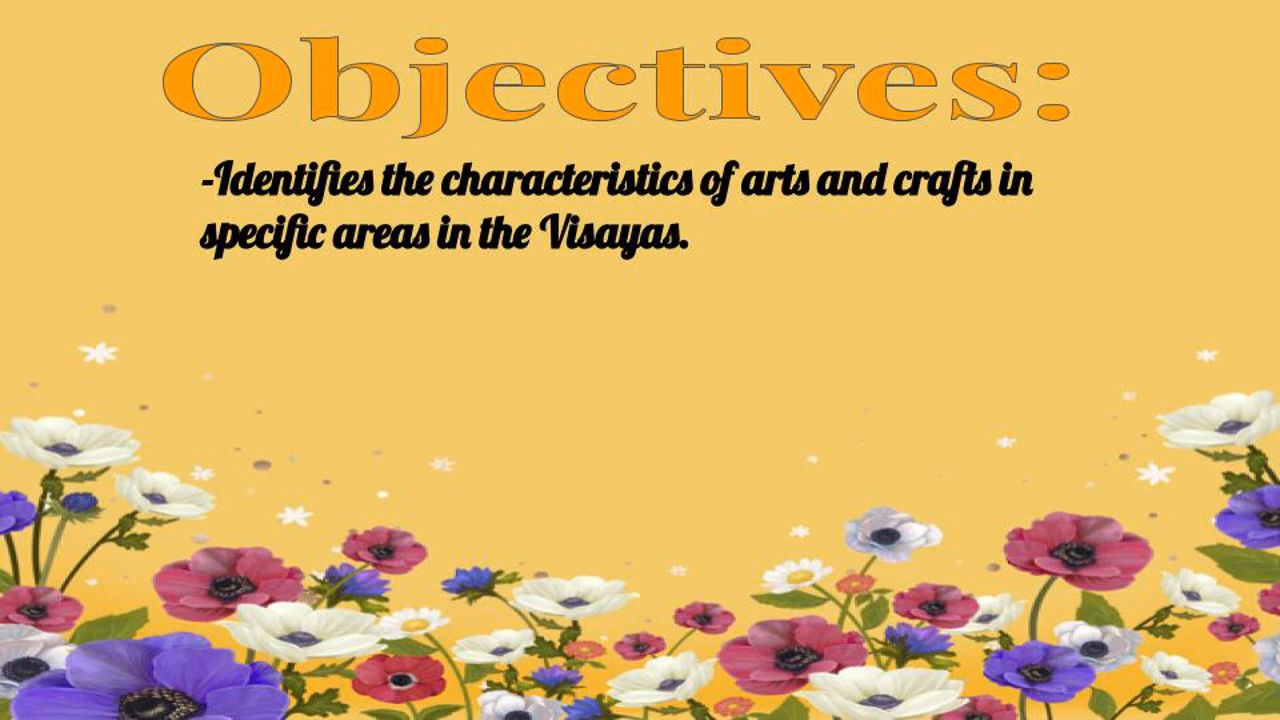 Objectives:
-Identifies the characteristics of arts and crafts in
specific areas in the Visayas.